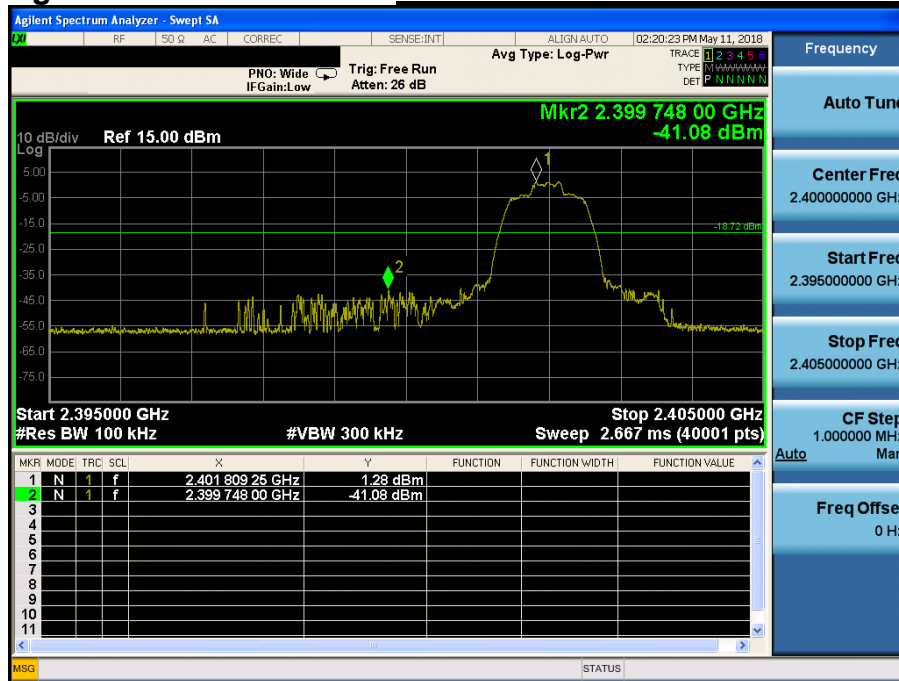 Agilent Spectrum Analyzer - Swept SA
LXI RF 50 Ω AC CORREC SENSE:INT ALIGN AUTO 02:20:23 PM May 11, 2018
PNO: Wide Trig: Free Run Avg Type: Log-Pwr TRACE 1 2 3 4 5 6
IFGain:Low Atten: 26 dB TYPE M WWWWW
DET P N N N N N
Frequency
Mkr2 2.399 748 00 GHz
-41.08 dBm
10 dB/div Ref 15.00 dBm
Log
5.00
-5.00
-15.0
-25.0
-35.0
-45.0
-55.0
-65.0
-75.0
1
2
-18.72 dBm
Start 2.395000 GHz Stop 2.405000 GHz
#Res BW 100 kHz #VBW 300 kHz Sweep 2.667 ms (40001 pts)
MKR MODE TRC SCL X Y FUNCTION FUNCTION WIDTH FUNCTION VALUE
1 N 1 f 2.401 809 25 GHz 1.28 dBm
2 N 1 f 2.399 748 00 GHz -41.08 dBm
3
4
5
6
7
8
9
10
11
Auto Tune
Center Freq
2.400000000 GHz
Start Freq
2.395000000 GHz
Stop Freq
2.405000000 GHz
CF Step
1.000000 MHz
Auto Man
Freq Offset
0 Hz
MSG STATUS